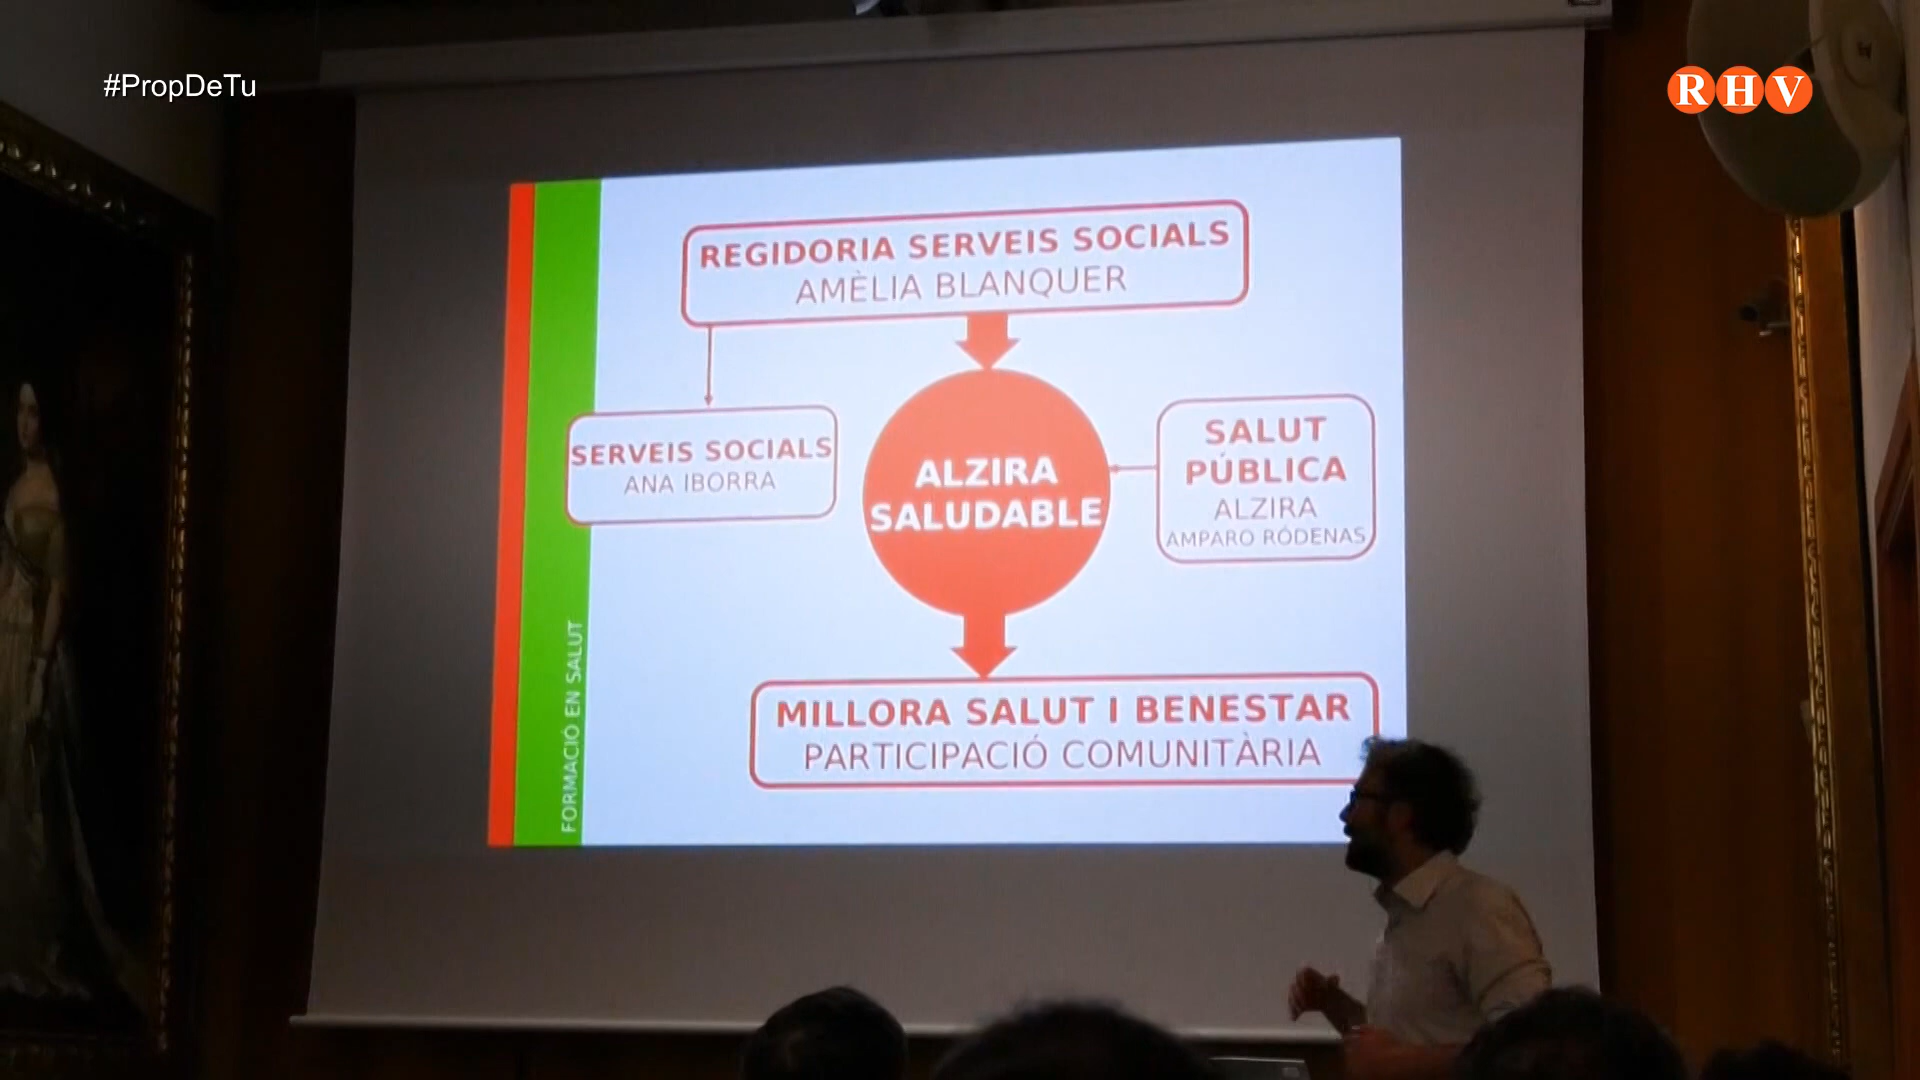 #PropDeTu
RHV
REGIDORIA SERVEIS SOCIALS
AMÈLIA BLANQUER
SERVEIS SOCIALS
ANA IBORRA
ALZIRA
SALUDABLE
SALUT
PÚBLICA
ALZIRA
AMPARO RÓDENAS
MILLORA SALUT I BENESTAR
PARTICIPACIÓ COMUNITÀRIA
FORMACIÓ EN SALUT